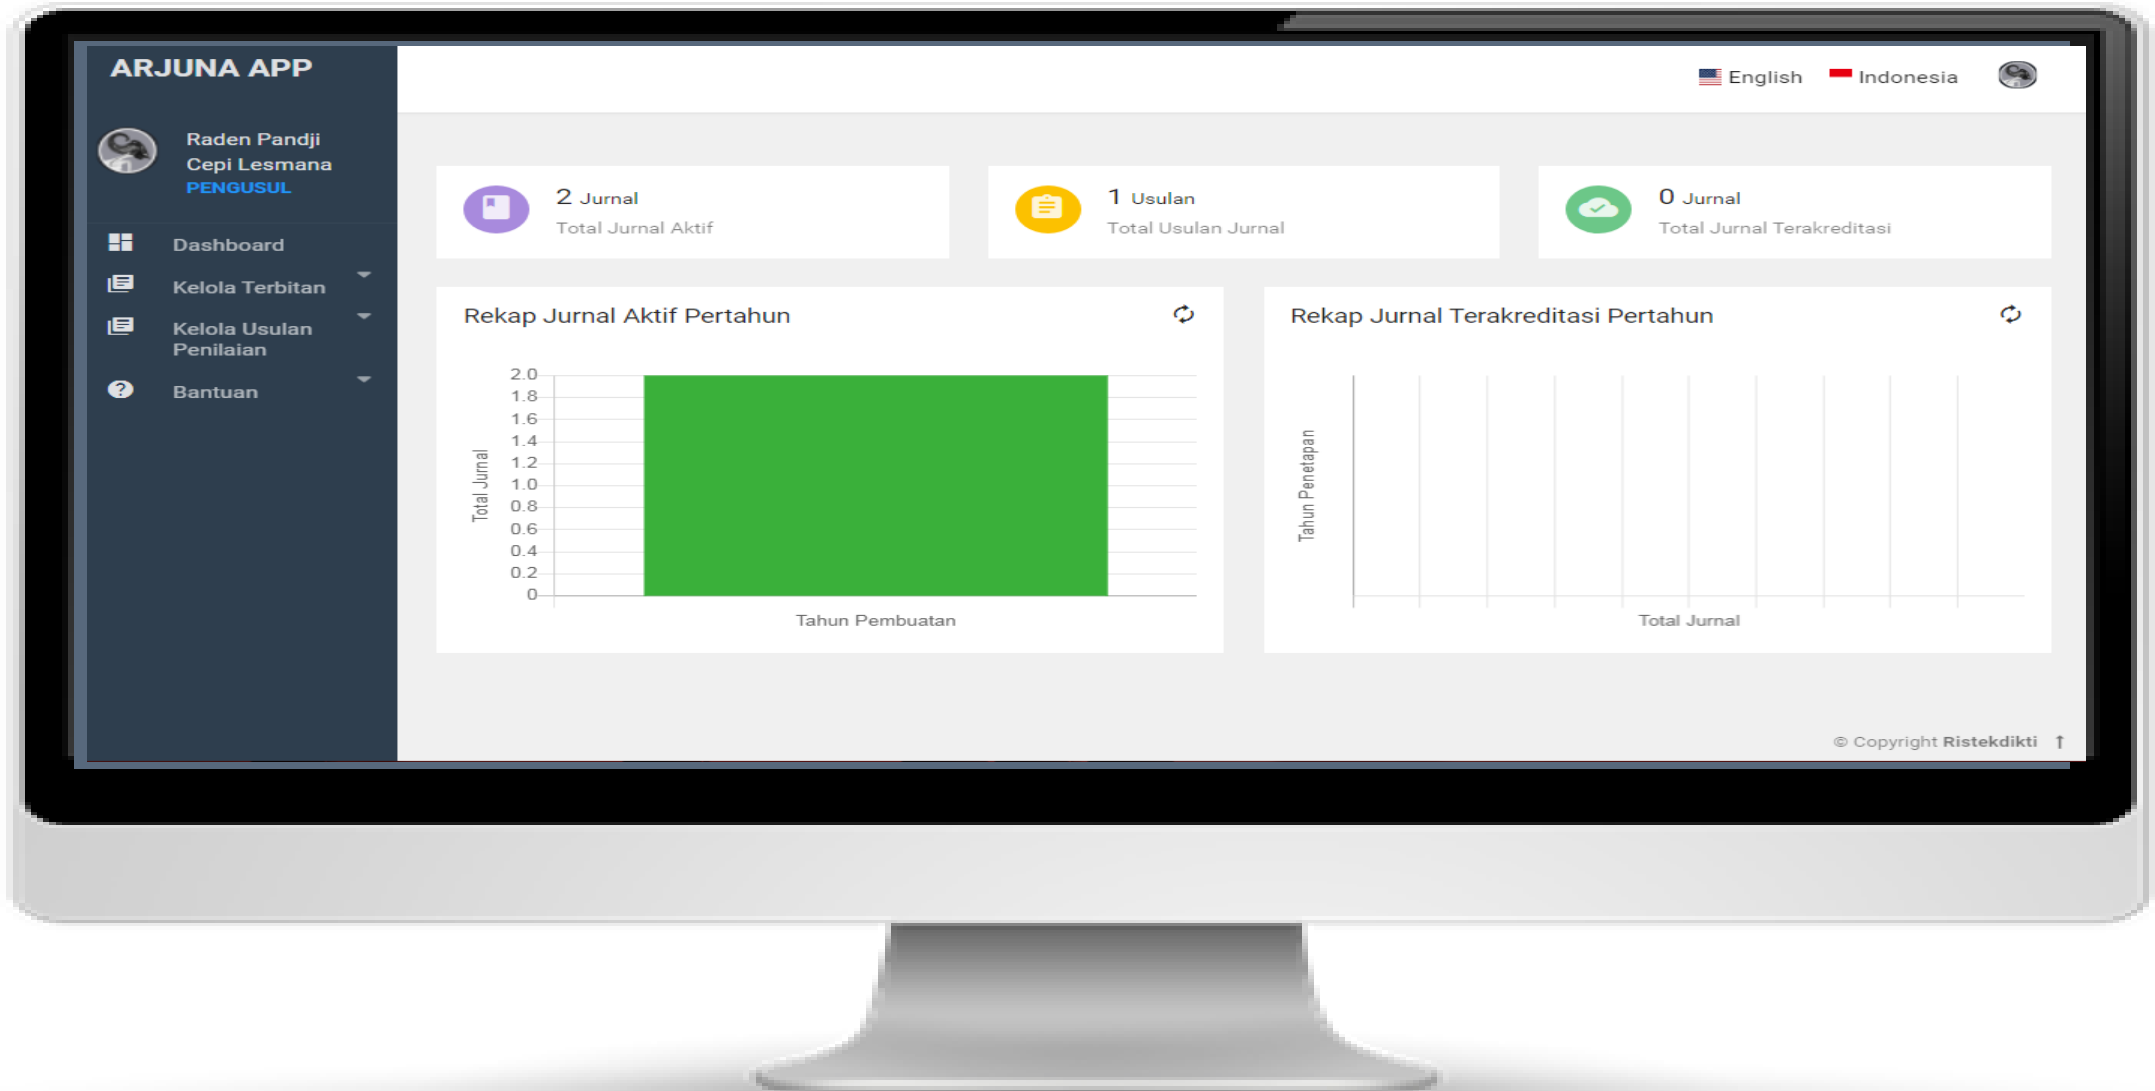 ARJUNA APP
English
Indonesia
Raden Pandji
Cepi Lesmana
PENGUSUL
Dashboard
Kelola Terbitan
Kelola Usulan
Penilaian
Bantuan
2 Jurnal
Total Jurnal Aktif
1 Usulan
Total Usulan Jurnal
0 Jurnal
Total Jurnal Terakreditasi
Rekap Jurnal Aktif Pertahun
Total Jurnal
2.0
1.8
1.6
1.4
1.2
1.0
0.8
0.6
0.4
0.2
0
Tahun Pembuatan
Rekap Jurnal Terakreditasi Pertahun
Tahun Penetapan
Total Jurnal
© Copyright Ristekdikti